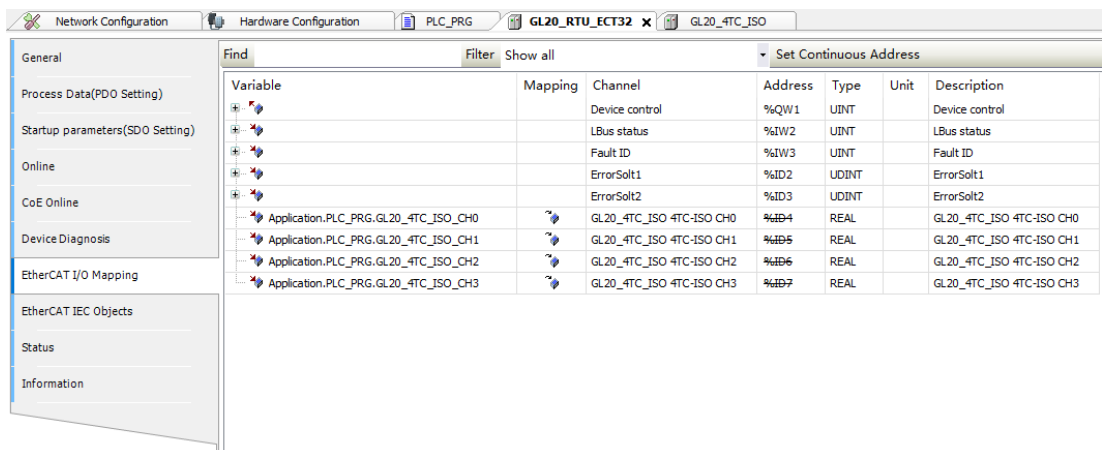 Network Configuration Hardware Configuration PLC_PRG GL20_RTU_ECT32 x GL20_4TC_ISO
General
Process Data(PDO Setting)
Startup parameters(SDO Setting)
Online
CoE Online
Device Diagnosis
EtherCAT I/O Mapping
EtherCAT IEC Objects
Status
Information
Find Filter Show all Set Continuous Address
Variable Mapping Channel Address Type Unit Description
Device control %QW1 UINT Device control
LBus status %IW2 UINT LBus status
Fault ID %IW3 UINT Fault ID
ErrorSolt1 %ID2 UDINT ErrorSolt1
ErrorSolt2 %ID3 UDINT ErrorSolt2
Application.PLC_PRG.GL20_4TC_ISO_CH0 GL20_4TC_ISO 4TC-ISO CH0 %ID4 REAL GL20_4TC_ISO 4TC-ISO CH0
Application.PLC_PRG.GL20_4TC_ISO_CH1 GL20_4TC_ISO 4TC-ISO CH1 %ID5 REAL GL20_4TC_ISO 4TC-ISO CH1
Application.PLC_PRG.GL20_4TC_ISO_CH2 GL20_4TC_ISO 4TC-ISO CH2 %ID6 REAL GL20_4TC_ISO 4TC-ISO CH2
Application.PLC_PRG.GL20_4TC_ISO_CH3 GL20_4TC_ISO 4TC-ISO CH3 %ID7 REAL GL20_4TC_ISO 4TC-ISO CH3